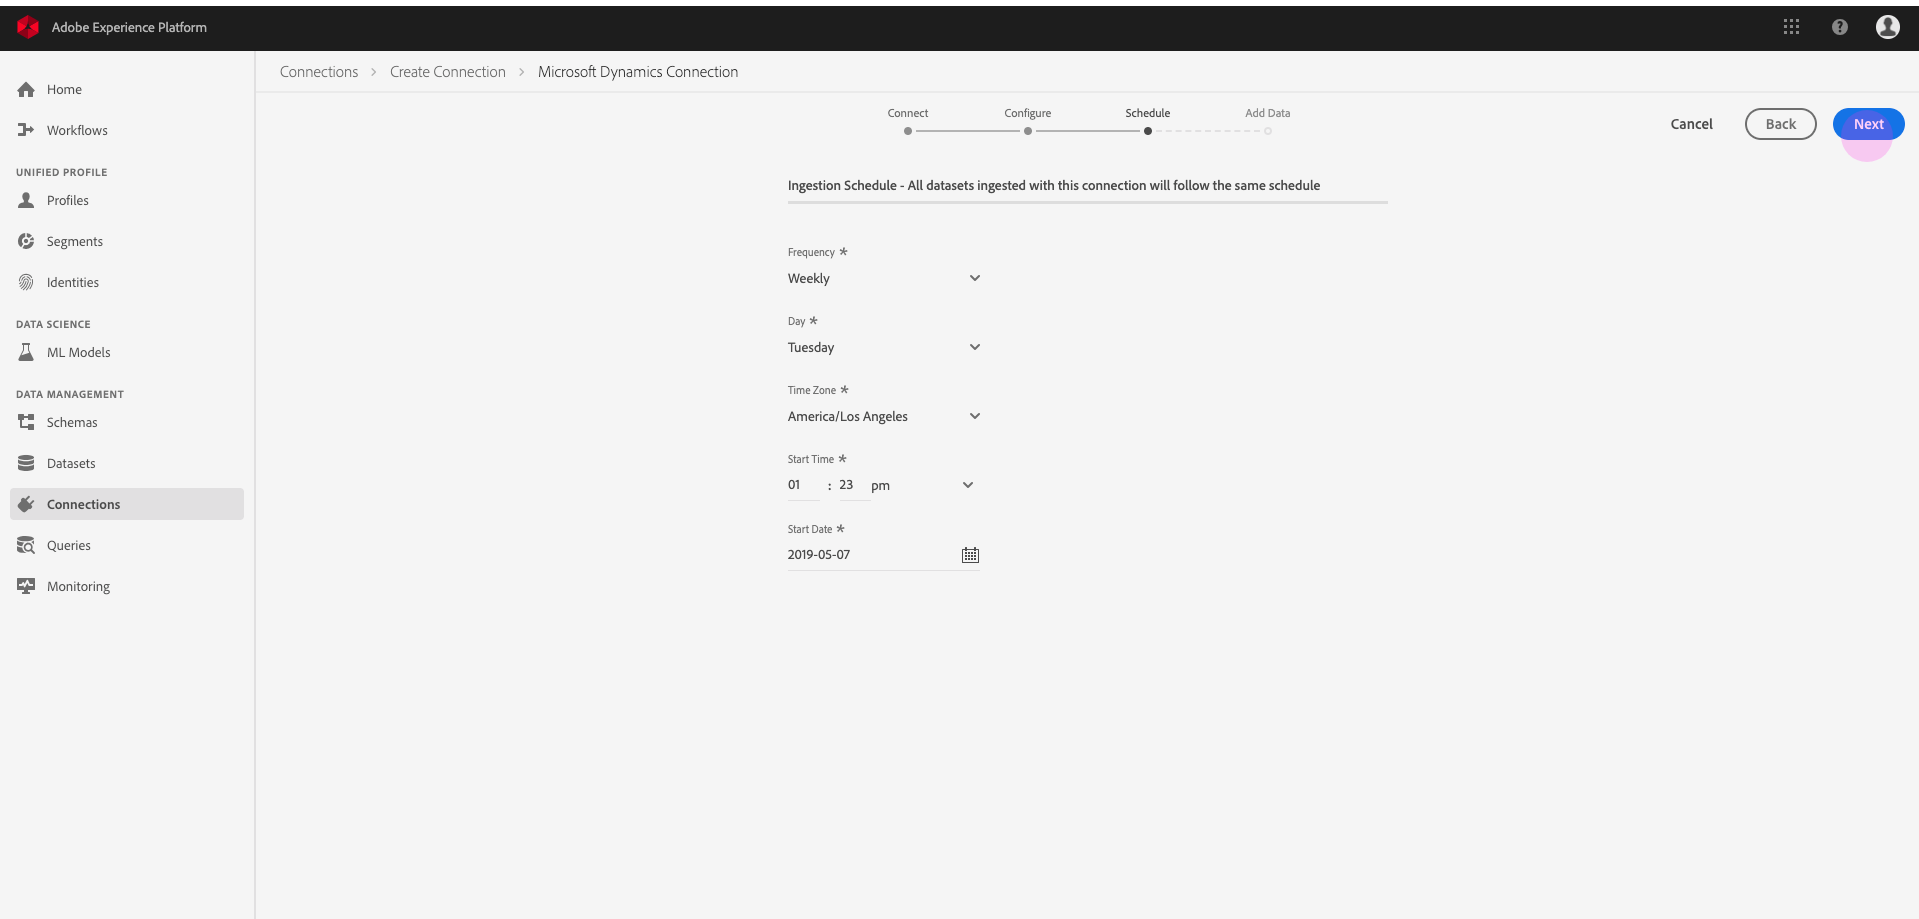 Adobe Experience Platform
Connections > Create Connection > Microsoft Dynamics Connection
Home
Workflows
UNIFIED PROFILE
Profiles
Segments
Identities
DATA SCIENCE
ML Models
DATA MANAGEMENT
Schemas
Datasets
Connections
Queries
Monitoring
Connect
Configure
Schedule
Add Data
Cancel
Back
Next
Ingestion Schedule - All datasets ingested with this connection will follow the same schedule
Frequency *
Weekly
Day *
Tuesday
Time Zone *
America/Los Angeles
Start Time *
01 : 23 pm
Start Date *
2019-05-07